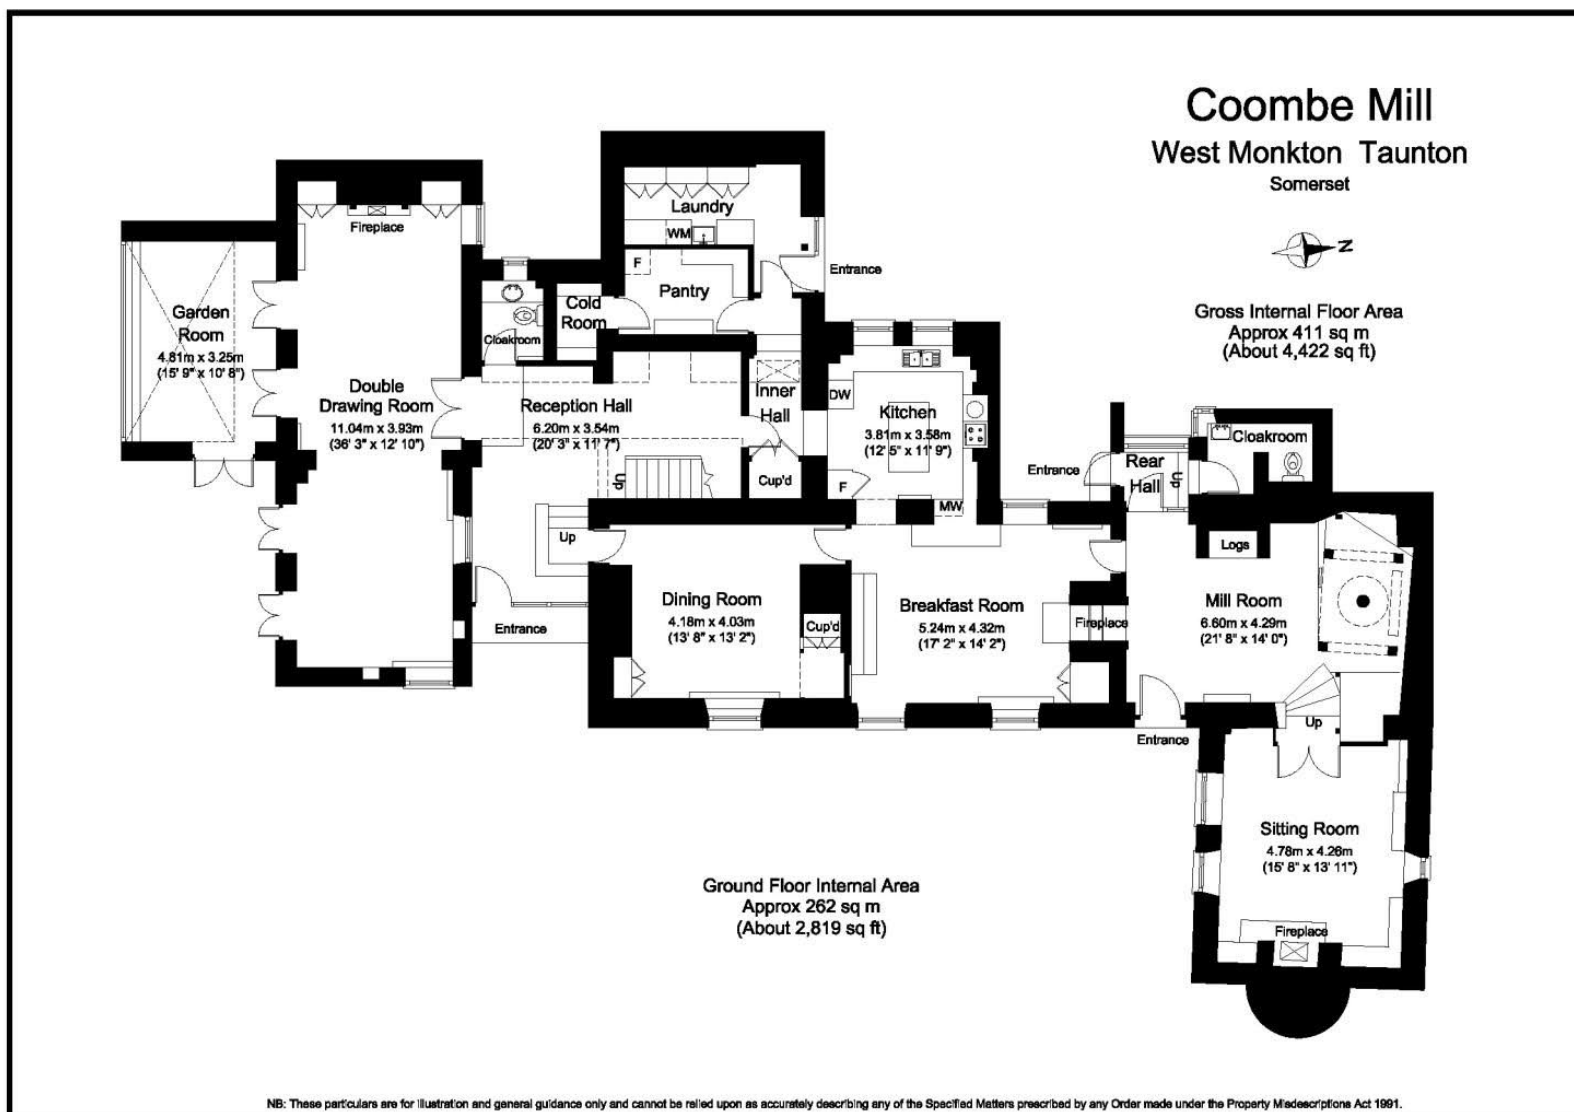 Coombe Mill
West Monkton Taunton
Somerset
N
Gross Internal Floor Area
Approx 411 sq m
(About 4,422 sq ft)
Laundry
WM
Entrance
Fireplace
F
Pantry
Cold
Room
Cloakroom
Garden
Room
4.81m x 3.25m
(15' 9" x 10' 8")
Double
Drawing Room
11.04m x 3.93m
(36' 3" x 12' 10")
Reception Hall
6.20m x 3.54m
(20' 3" x 11' 7")
Up
Inner
Hall
Cup'd
DW
Kitchen
3.81m x 3.58m
(12' 5" x 11' 9")
F
MW
Entrance
Rear
Hall
Up
Cloakroom
Up
Entrance
Dining Room
4.18m x 4.03m
(13' 8" x 13' 2")
Cup'd
Breakfast Room
5.24m x 4.32m
(17' 2" x 14' 2")
Fireplace
Logs
Mill Room
6.60m x 4.29m
(21' 8" x 14' 0")
Up
Entrance
Sitting Room
4.78m x 4.26m
(15' 8" x 13' 11")
Fireplace
Ground Floor Internal Area
Approx 262 sq m
(About 2,819 sq ft)
NB: These particulars are for illustration and general guidance only and cannot be relied upon as accurately describing any of the Specified Matters prescribed by any Order made under the Property Misdescriptions Act 1991.